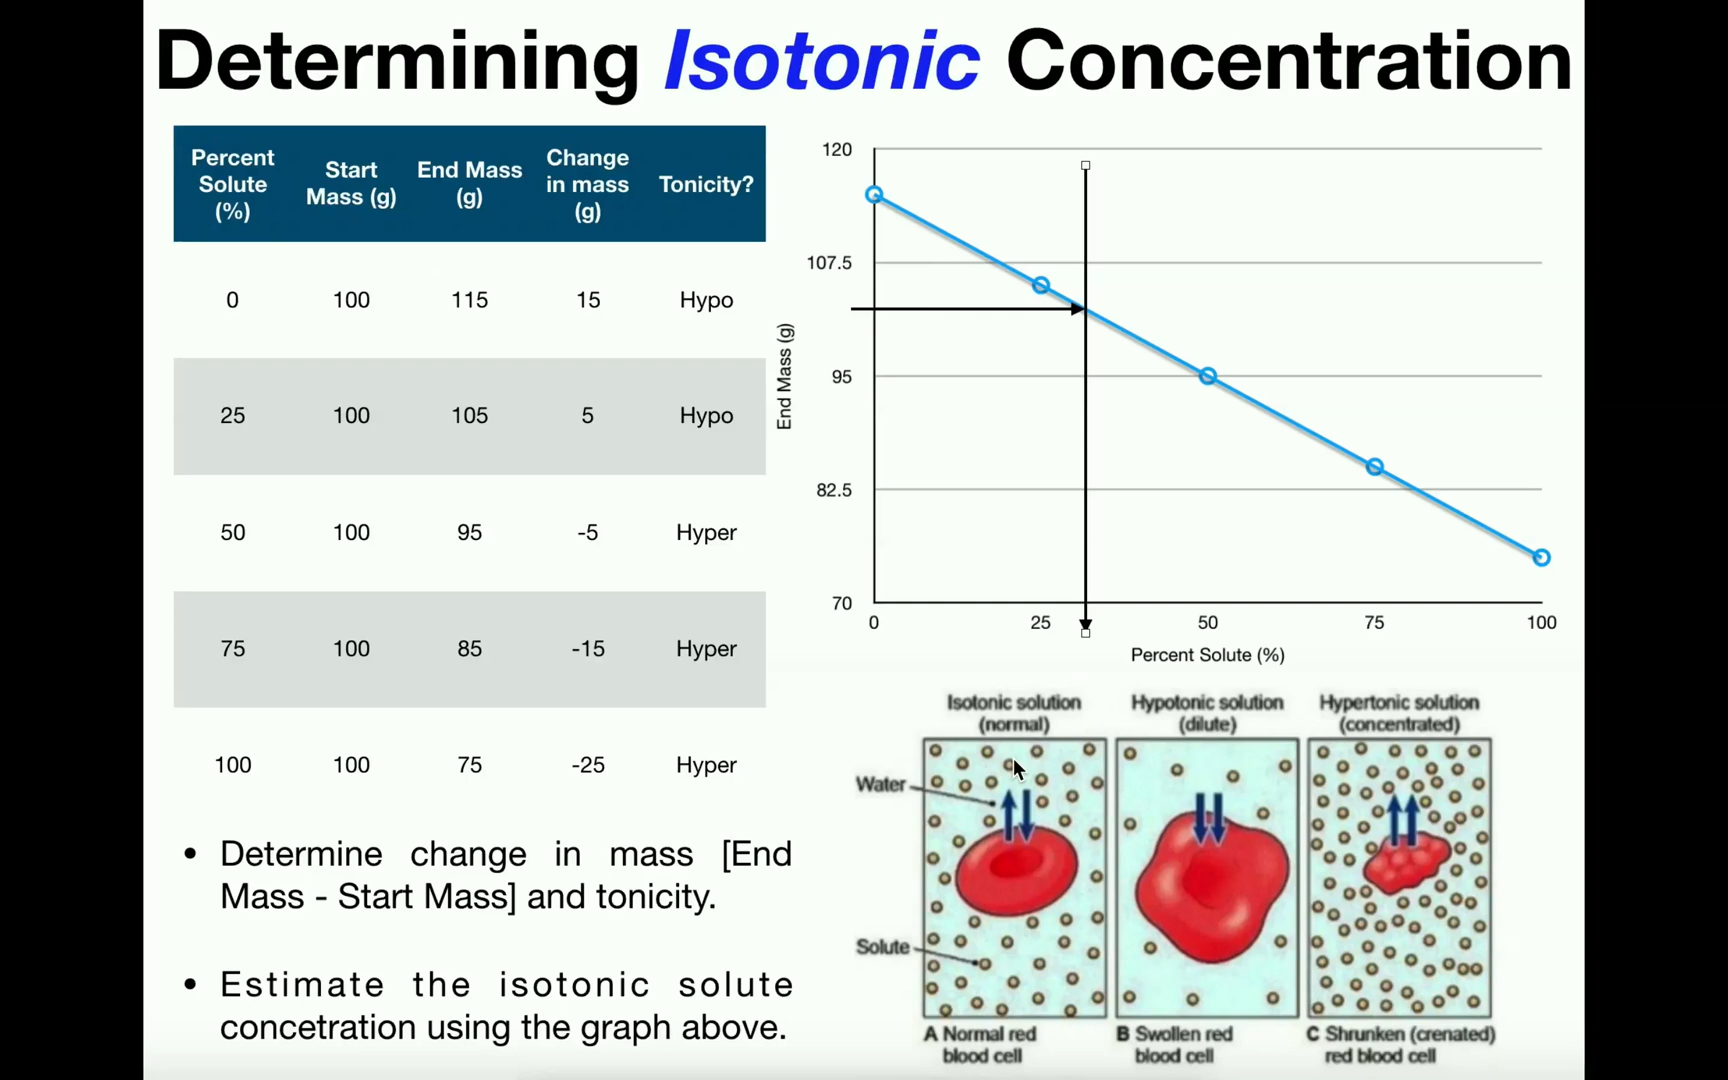 Determining Isotonic Concentration
Percent Solute (%) Start Mass (g) End Mass (g) Change in mass (g) Tonicity?
0 100 115 15 Hypo
25 100 105 5 Hypo
50 100 95 -5 Hyper
75 100 85 -15 Hyper
100 100 75 -25 Hyper
• Determine change in mass [End
Mass - Start Mass] and tonicity.
• Estimate the isotonic solute
concetration using the graph above.
120
107.5
95
82.5
70
End Mass (g)
0 25 50 75 100
Percent Solute (%)
Isotonic solution
(normal)
Hypotonic solution
(dilute)
Hypertonic solution
(concentrated)
Water
Solute
A Normal red
blood cell
B Swollen red
blood cell
C Shrunken (crenated)
red blood cell